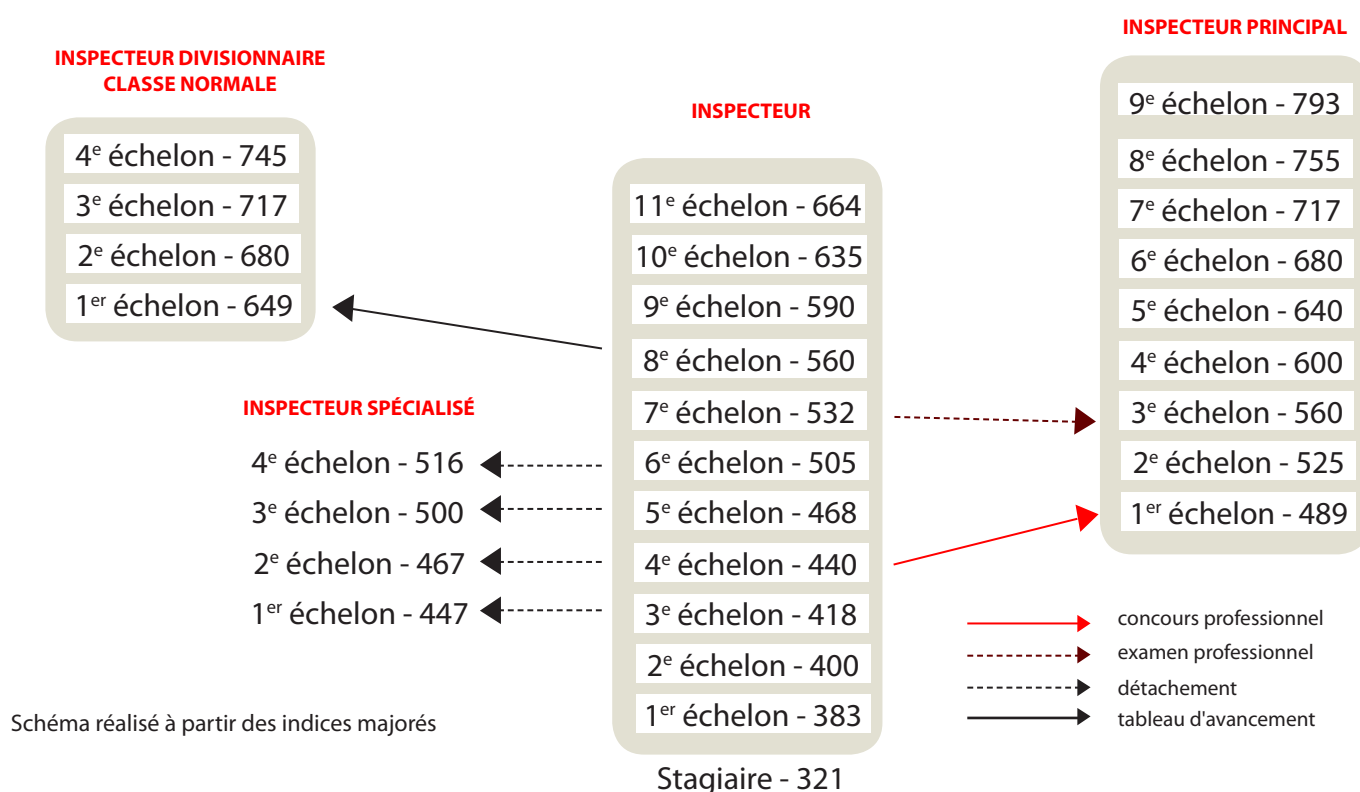 INSPECTEUR DIVISIONNAIRE
CLASSE NORMALE
4e échelon - 745
3e échelon - 717
2e échelon - 680
1er échelon - 649
INSPECTEUR SPÉCIALISÉ
4e échelon - 516
3e échelon - 500
2e échelon - 467
1er échelon - 447
Schéma réalisé à partir des indices majorés
INSPECTEUR
11e échelon - 664
10e échelon - 635
9e échelon - 590
8e échelon - 560
7e échelon - 532
6e échelon - 505
5e échelon - 468
4e échelon - 440
3e échelon - 418
2e échelon - 400
1er échelon - 383
Stagiaire - 321
INSPECTEUR PRINCIPAL
9e échelon - 793
8e échelon - 755
7e échelon - 717
6e échelon - 680
5e échelon - 640
4e échelon - 600
3e échelon - 560
2e échelon - 525
1er échelon - 489
concours professionnel
examen professionnel
détachement
tableau d'avancement